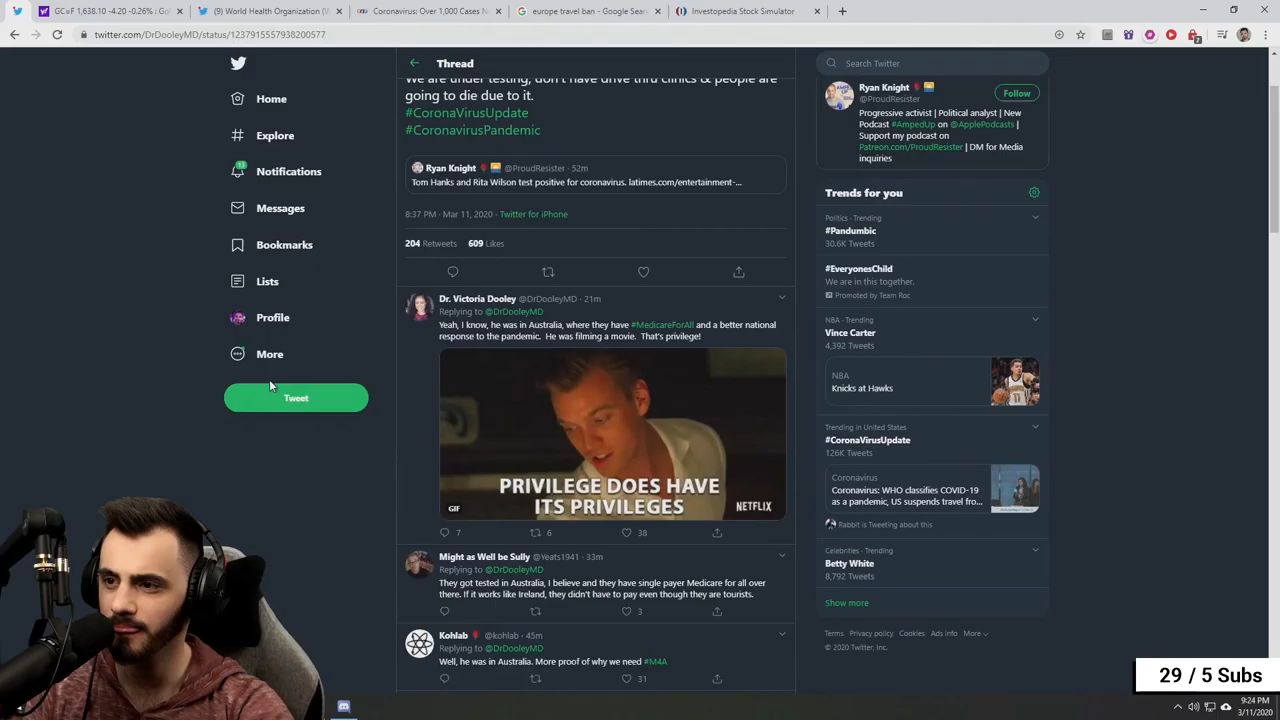 GC=F 1,638.10 -4.20 -0.26% : G
(9) World Health Organization (W
Coronavirus: Over 1,000 Cases N
europe travel ban - Google Sear
Investopedia Stock Simulator
twitter.com/DrDooleyMD/status/1237915557938200577
Home
Explore
13
Notifications
Messages
Bookmarks
Lists
Profile
More
Tweet
Thread
We are under testing, don't have drive thru clinics & people are
going to die due to it.
#CoronaVirusUpdate
#CoronavirusPandemic
Ryan Knight @ProudResister · 52m
Tom Hanks and Rita Wilson test positive for coronavirus. latimes.com/entertainment-...
8:37 PM · Mar 11, 2020 · Twitter for iPhone
204 Retweets 609 Likes
Dr. Victoria Dooley @DrDooleyMD · 21m
Replying to @DrDooleyMD
Yeah, I know, he was in Australia, where they have #MedicareForAll and a better national
response to the pandemic. He was filming a movie. That's privilege!
PRIVILEGE DOES HAVE
ITS PRIVILEGES
GIF
NETFLIX
7 6 38
Might as Well be Sully @Yeats1941 · 33m
Replying to @DrDooleyMD
They got tested in Australia, I believe and they have single payer Medicare for all over
there. If it works like Ireland, they didn't have to pay even though they are tourists.
3
Kohlab @kohlab · 45m
Replying to @DrDooleyMD
Well, he was in Australia. More proof of why we need #M4A
31
Search Twitter
Ryan Knight
@ProudResister
Follow
Progressive activist | Political analyst | New
Podcast #AmpedUp on @ApplePodcasts |
Support my podcast on
Patreon.com/ProudResister | DM for Media
inquiries
Trends for you
Politics · Trending
#Pandumbic
30.6K Tweets
#EveryonesChild
We are in this together.
Promoted by Team Roc
NBA · Trending
Vince Carter
4,392 Tweets
NBA
Knicks at Hawks
Trending in United States
#CoronaVirusUpdate
126K Tweets
Coronavirus
Coronavirus: WHO classifies COVID-19
as a pandemic, US suspends travel fro...
Rabbit is Tweeting about this
Celebrities · Trending
Betty White
8,792 Tweets
Show more
Terms Privacy policy Cookies Ads info More
© 2020 Twitter, Inc.
29 / 5 Subs
9:24 PM
3/11/2020